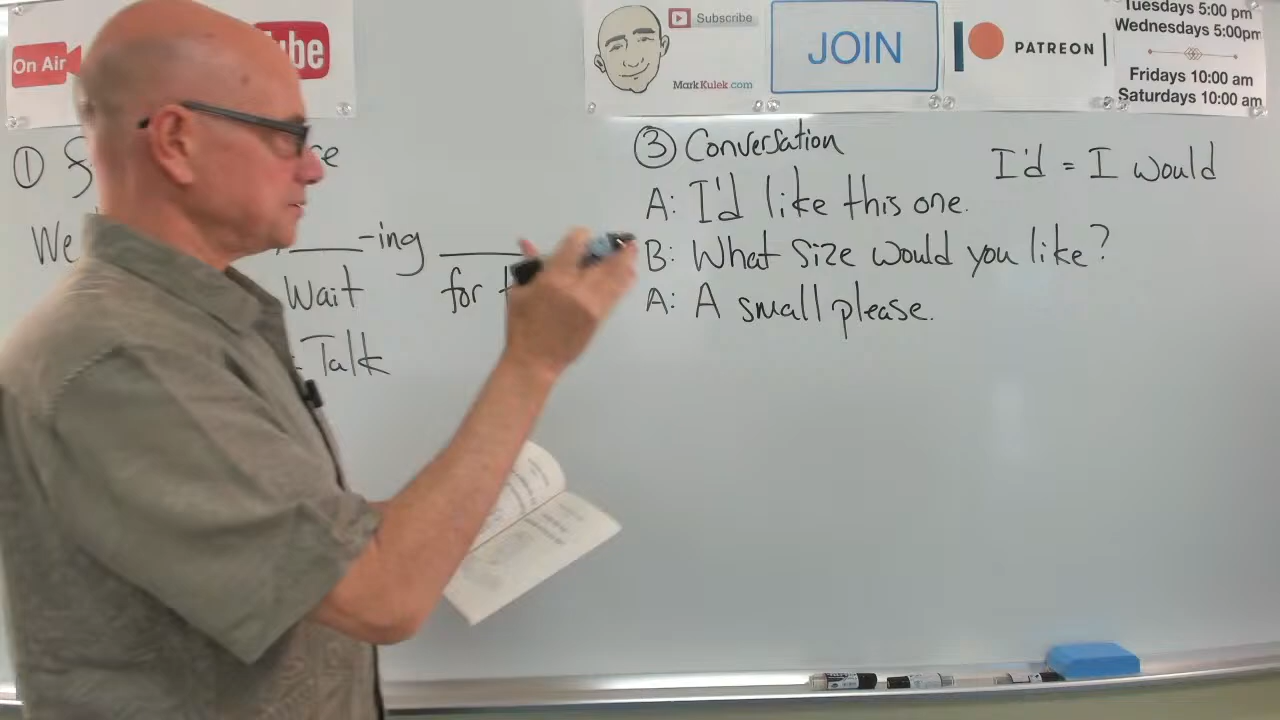 On Air
Subscribe
MarkKulek.com
JOIN
PATREON
Tuesdays 5:00 pm
Wednesdays 5:00pm
Fridays 10:00 am
Saturdays 10:00 am
①
We
-ing
Wait
for
Talk
③ Conversation
I'd = I would
A: I'd like this one.
B: What size would you like?
A: A small please.